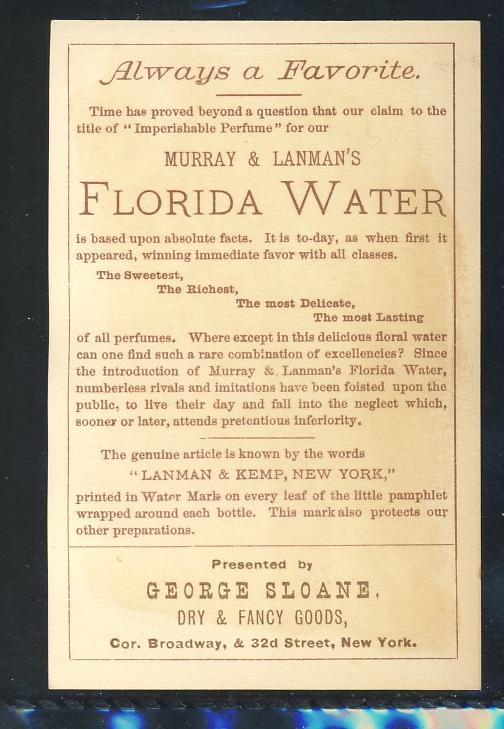 Always a Favorite.
Time has proved beyond a question that our claim to the
title of "Imperishable Perfume" for our
MURRAY & LANMAN'S
FLORIDA WATER
is based upon absolute facts. It is to-day, as when first it
appeared, winning immediate favor with all classes.
The Sweetest,
The Richest,
The most Delicate,
The most Lasting
of all perfumes. Where except in this delicious floral water
can one find such a rare combination of excellencies? Since
the introduction of Murray & Lanman's Florida Water,
numberless rivals and imitations have been foisted upon the
public, to live their day and fall into the neglect which,
sooner or later, attends pretentious inferiority.
The genuine article is known by the words
"LANMAN & KEMP, NEW YORK,"
printed in Water Mark on every leaf of the little pamphlet
wrapped around each bottle. This mark also protects our
other preparations.
Presented by
GEORGE SLOANE,
DRY & FANCY GOODS,
Cor. Broadway, & 32d Street, New York.